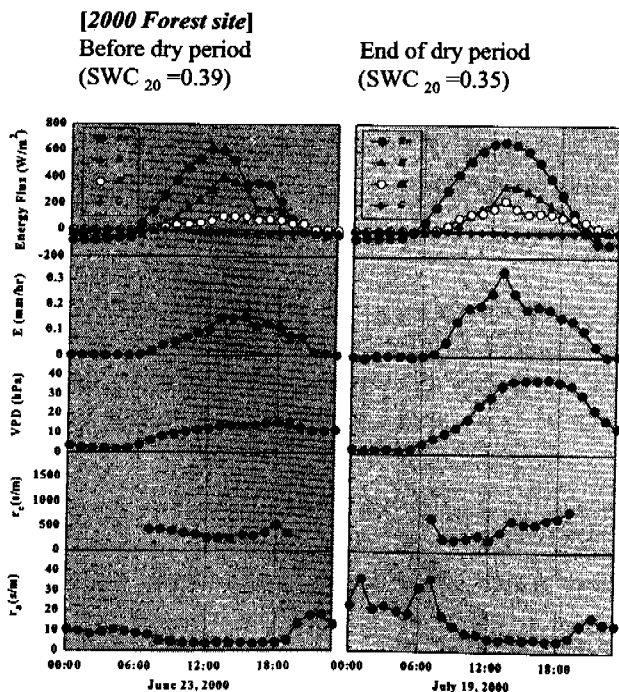 [2000 Forest site]
Before dry period
(SWC 20 =0.39)
End of dry period
(SWC 20 =0.35)
Energy Flux (W/m²)
800
600
400
200
0
-200
E (mm/hr)
0.3
0.2
0.1
0
VPD (kPa)
40
30
20
10
0
rc(s/m)
1500
1000
500
0
ra(s/m)
40
30
20
10
0
00:00 06:00 12:00 18:00 00:00 06:00 12:00 18:00
June 23, 2000
July 19, 2000